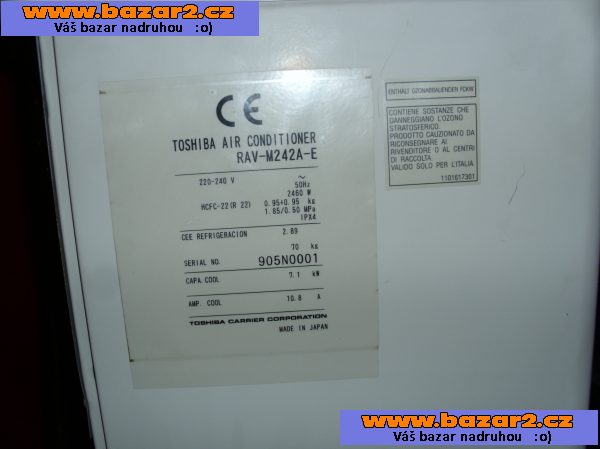 www.bazar2.cz
Váš bazar nadruhou :o)
CE
TOSHIBA AIR CONDITIONER
RAV-M242A-E
220-240 V ~
50Hz
2460 W
HCFC-22(R 22) 0.95+0.95 kg
1.65/0.50 MPa
IPX4
CEE REFRIGERACION 2.89
70 kg
SERIAL NO. 905N0001
CAPA.COOL 7.1 kW
AMP. COOL 10.8 A
TOSHIBA CARRIER CORPORATION
MADE IN JAPAN
ENTHÄLT OZONABBAUENDEN FCKW
CONTIENE SOSTANZE CHE
DANNEGGIANO L'OZONO
STRATOSFERICO.
PRODOTTO CAUZIONATO DA
RICONSEGNARE AI
RIVENDITORE O AL CENTRI
DI RACCOLTA.
VALIDO SOLO PER L'ITALIA
1101617301
www.bazar2.cz
Váš bazar nadruhou :o)